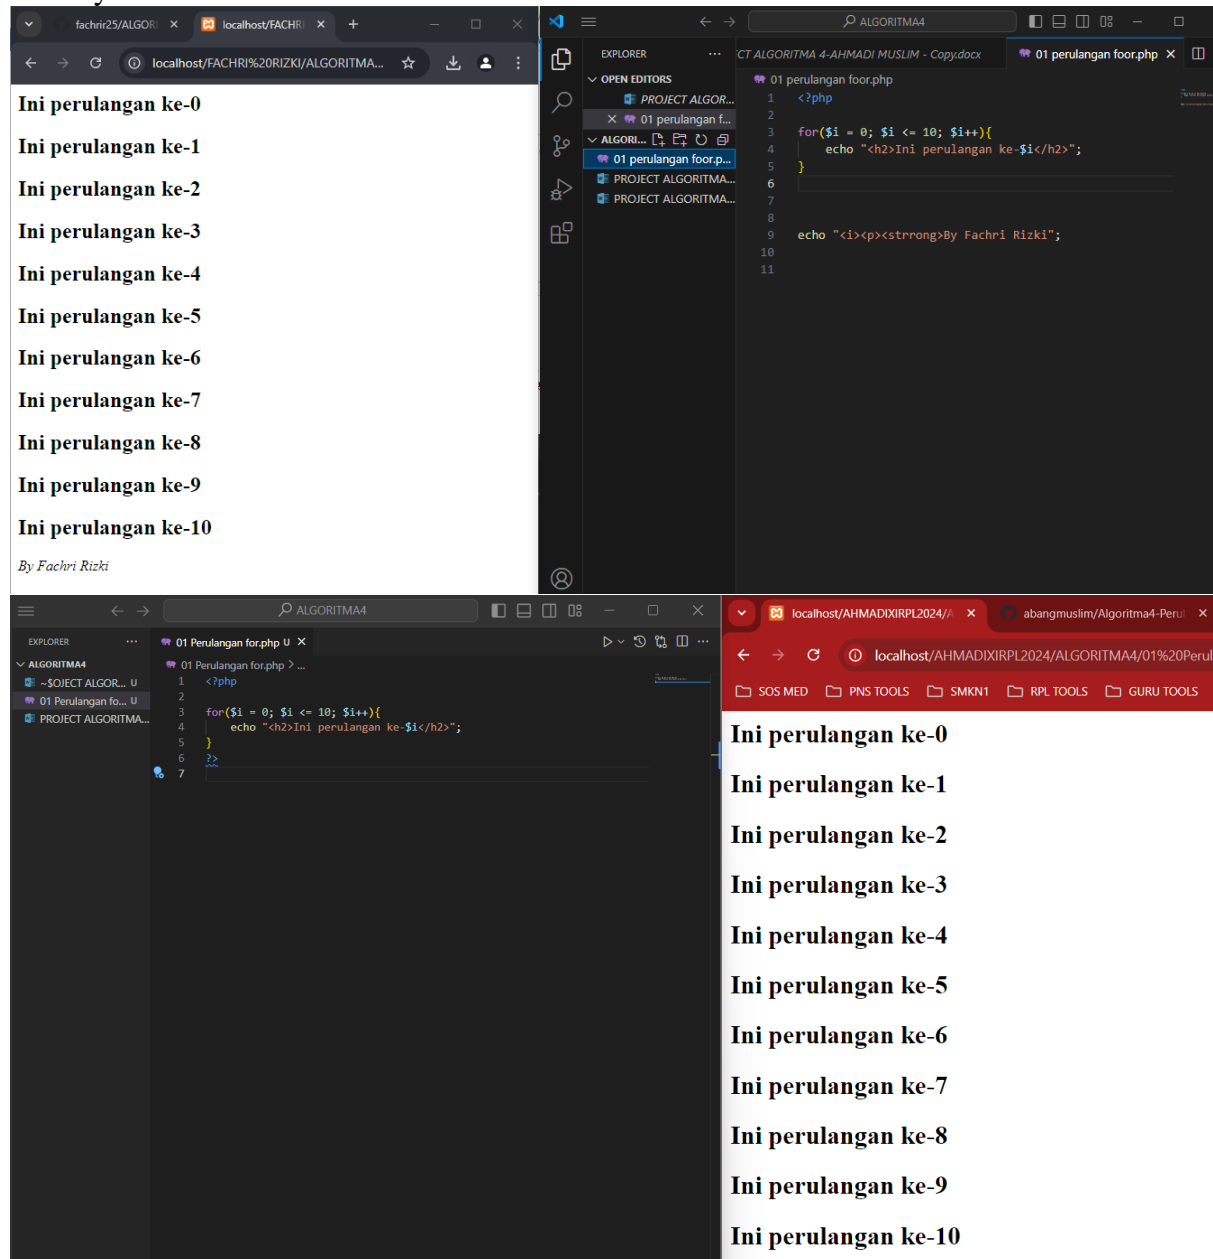 fachrir25/ALGOR
localhost/FACHRI
localhost/FACHRI%20RIZKI/ALGORITMA...
Ini perulangan ke-0
Ini perulangan ke-1
Ini perulangan ke-2
Ini perulangan ke-3
Ini perulangan ke-4
Ini perulangan ke-5
Ini perulangan ke-6
Ini perulangan ke-7
Ini perulangan ke-8
Ini perulangan ke-9
Ini perulangan ke-10
By Fachri Rizki
ALGORITMA4
EXPLORER
CT ALGORITMA 4-AHMADI MUSLIM - Copy.docx
01 perulangan foor.php
OPEN EDITORS
PROJECT ALGOR...
01 perulangan f...
ALGORI...
01 perulangan foor.p...
PROJECT ALGORITMA...
PROJECT ALGORITMA...
01 perulangan foor.php
1 <?php
2
3 for($i = 0; $i <= 10; $i++){
4 echo "<h2>Ini perulangan ke-$i</h2>";
5 }
6
7
8
9 echo "<i><p><strrong>By Fachri Rizki";
10
11
ALGORITMA4
EXPLORER
ALGORITMA4
~$OJECT ALGOR... U
01 Perulangan fo... U
PROJECT ALGORITMA...
01 Perulangan for.php U
01 Perulangan for.php > ...
1 <?php
2
3 for($i = 0; $i <= 10; $i++){
4 echo "<h2>Ini perulangan ke-$i</h2>";
5 }
6 ?>
7
localhost/AHMADIXIRPL2024/A
abangmuslim/Algoritma4-Perul
localhost/AHMADIXIRPL2024/ALGORITMA4/01%20Perul
SOS MED
PNS TOOLS
SMKN1
RPL TOOLS
GURU TOOLS
Ini perulangan ke-0
Ini perulangan ke-1
Ini perulangan ke-2
Ini perulangan ke-3
Ini perulangan ke-4
Ini perulangan ke-5
Ini perulangan ke-6
Ini perulangan ke-7
Ini perulangan ke-8
Ini perulangan ke-9
Ini perulangan ke-10